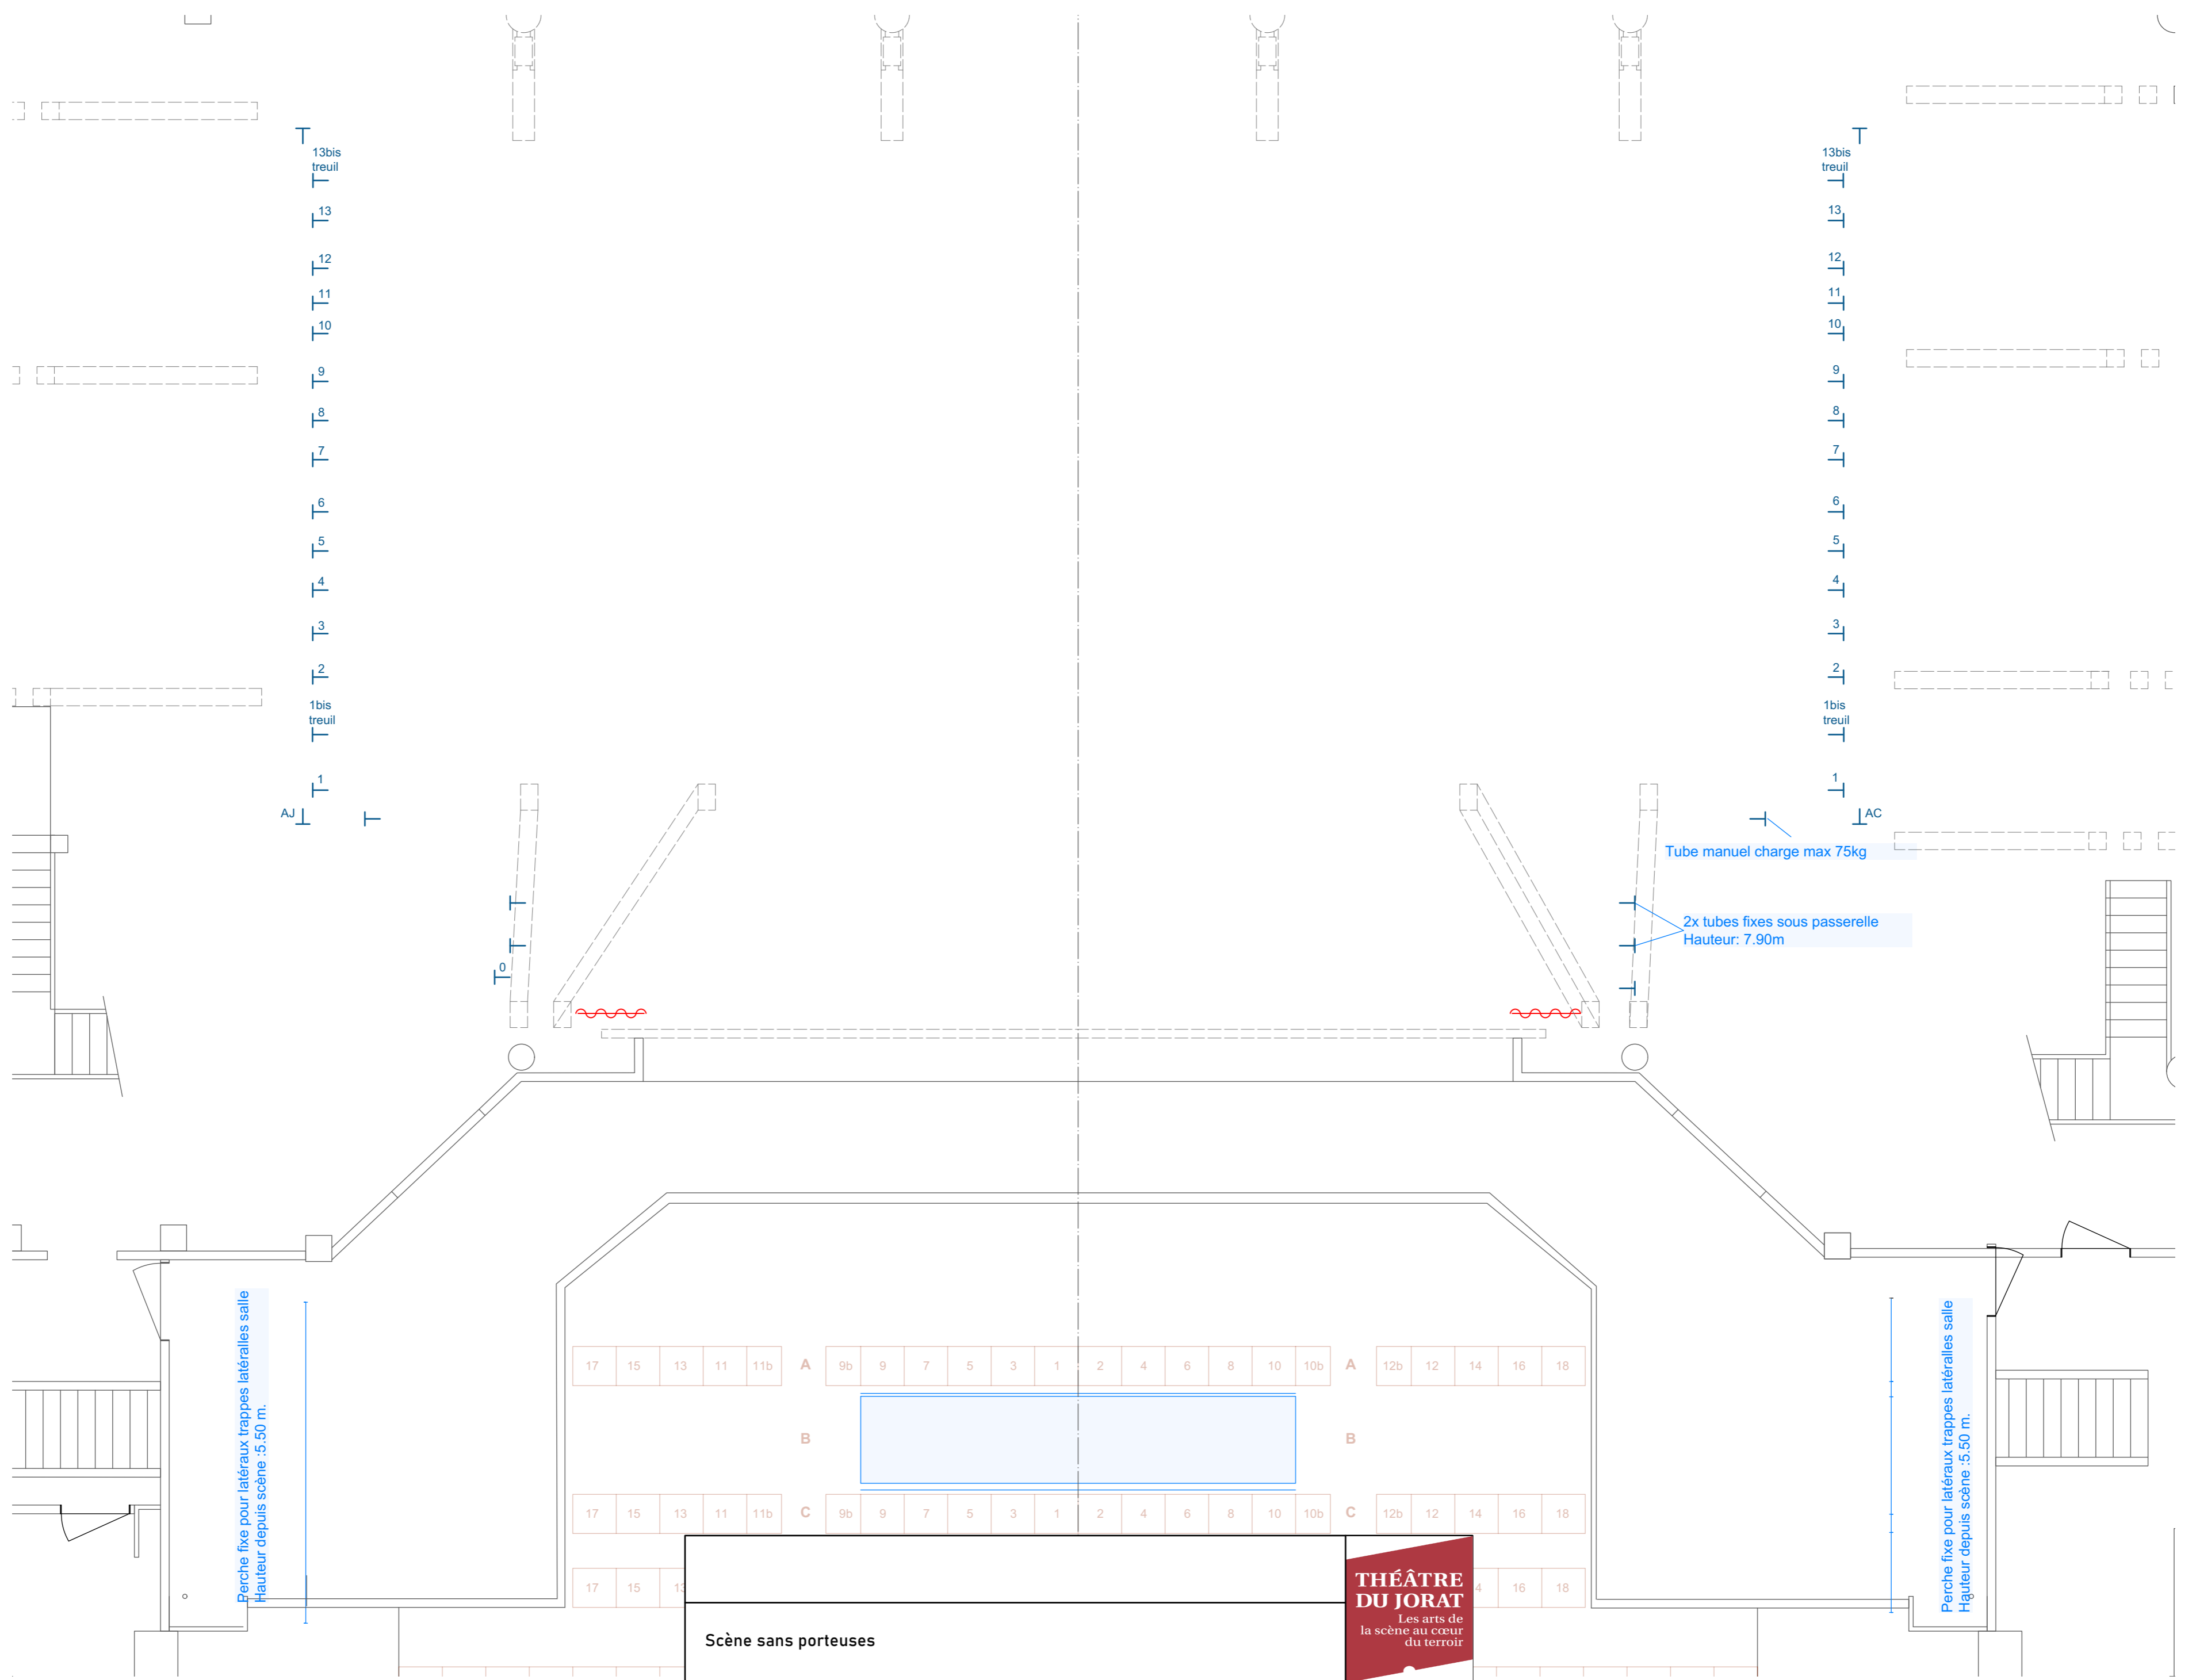 13bis
treuil
13
12
11
10
9
8
7
6
5
4
3
2
1bis
treuil
1
AJ
0
13bis
treuil
13
12
11
10
9
8
7
6
5
4
3
2
1bis
treuil
1
AC
Tube manuel charge max 75kg
2x tubes fixes sous passerelle
Hauteur: 7.90m
Perche fixe pour latéraux trappes latéralles salle
Hauteur depuis scène :5.50 m.
17 15 13 11 11b A 9b 9 7 5 3 1 2 4 6 8 10 10b A 12b 12 14 16 18
B B
17 15 13 11 11b C 9b 9 7 5 3 1 2 4 6 8 10 10b C 12b 12 14 16 18
17 15 13 4 16 18
Perche fixe pour latéraux trappes latéralles salle
Hauteur depuis scène :5.50 m.
Scène sans porteuses
THÉÂTRE
DU JORAT
Les arts de
la scène au cœur
du terroir